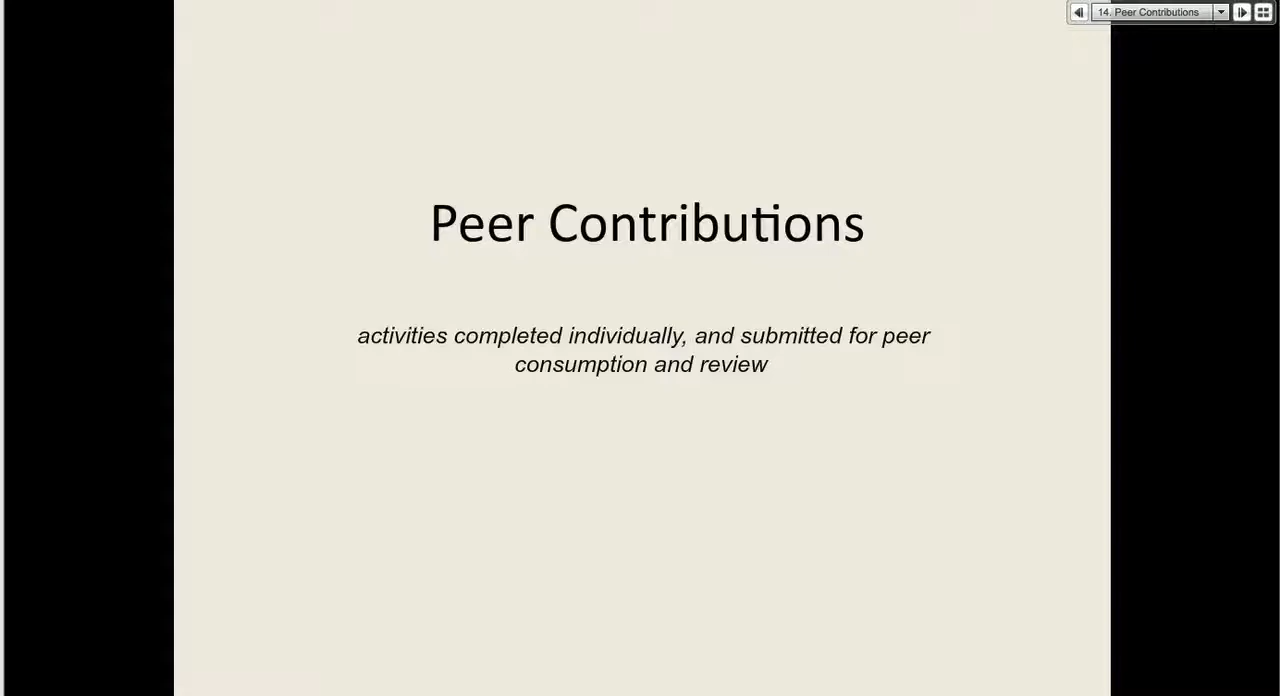 14. Peer Contributions
Peer Contributions
activities completed individually, and submitted for peer
consumption and review